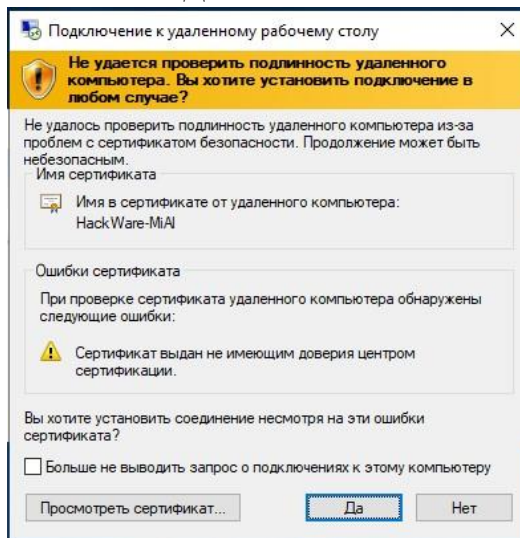 Подключение к удаленному рабочему столу
Не удается проверить подлинность удаленного
компьютера. Вы хотите установить подключение в
любом случае?
Не удалось проверить подлинность удаленного компьютера из-за
проблем с сертификатом безопасности. Продолжение может быть
небезопасным.
Имя сертификата
Имя в сертификате от удаленного компьютера:
HackWare-MiAl
Ошибки сертификата
При проверке сертификата удаленного компьютера обнаружены
следующие ошибки:
Сертификат выдан не имеющим доверия центром
сертификации.
Вы хотите установить соединение несмотря на эти ошибки
сертификата?
Больше не выводить запрос о подключениях к этому компьютеру
Просмотреть сертификат...
Да
Нет